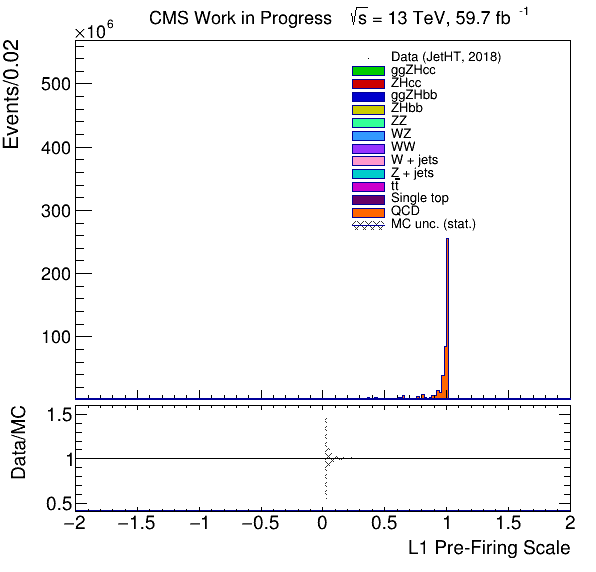 CMS Work in Progress √s = 13 TeV, 59.7 fb⁻¹
×10⁶
Events/0.02
500
400
300
200
100
Data (JetHT, 2018)
ggZHcc
ZHcc
ggZHbb
ZHbb
ZZ
WZ
WW
W + jets
Z + jets
tt̅
Single top
QCD
MC unc. (stat.)
Data/MC
1.5
1
0.5
−2 −1.5 −1 −0.5 0 0.5 1 1.5 2
L1 Pre-Firing Scale